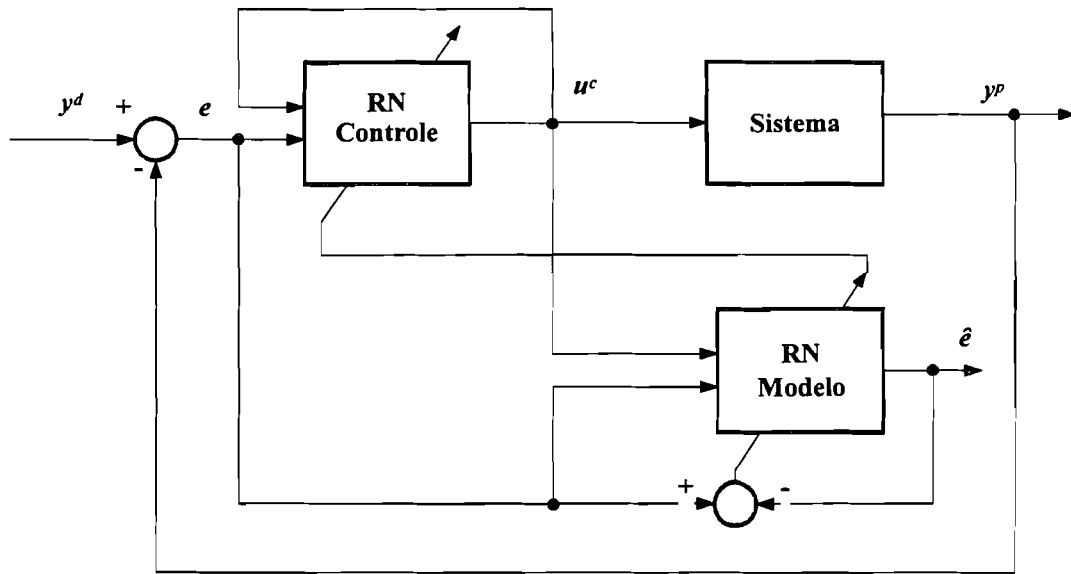 y^d
+
-
e
RN
Controle
u^c
Sistema
y^p
RN
Modelo
ê
+
-